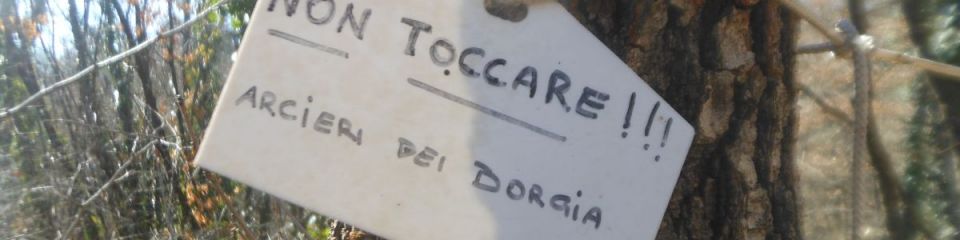 NON TOCCARE!!!
ARCIERI DEI DORGIA